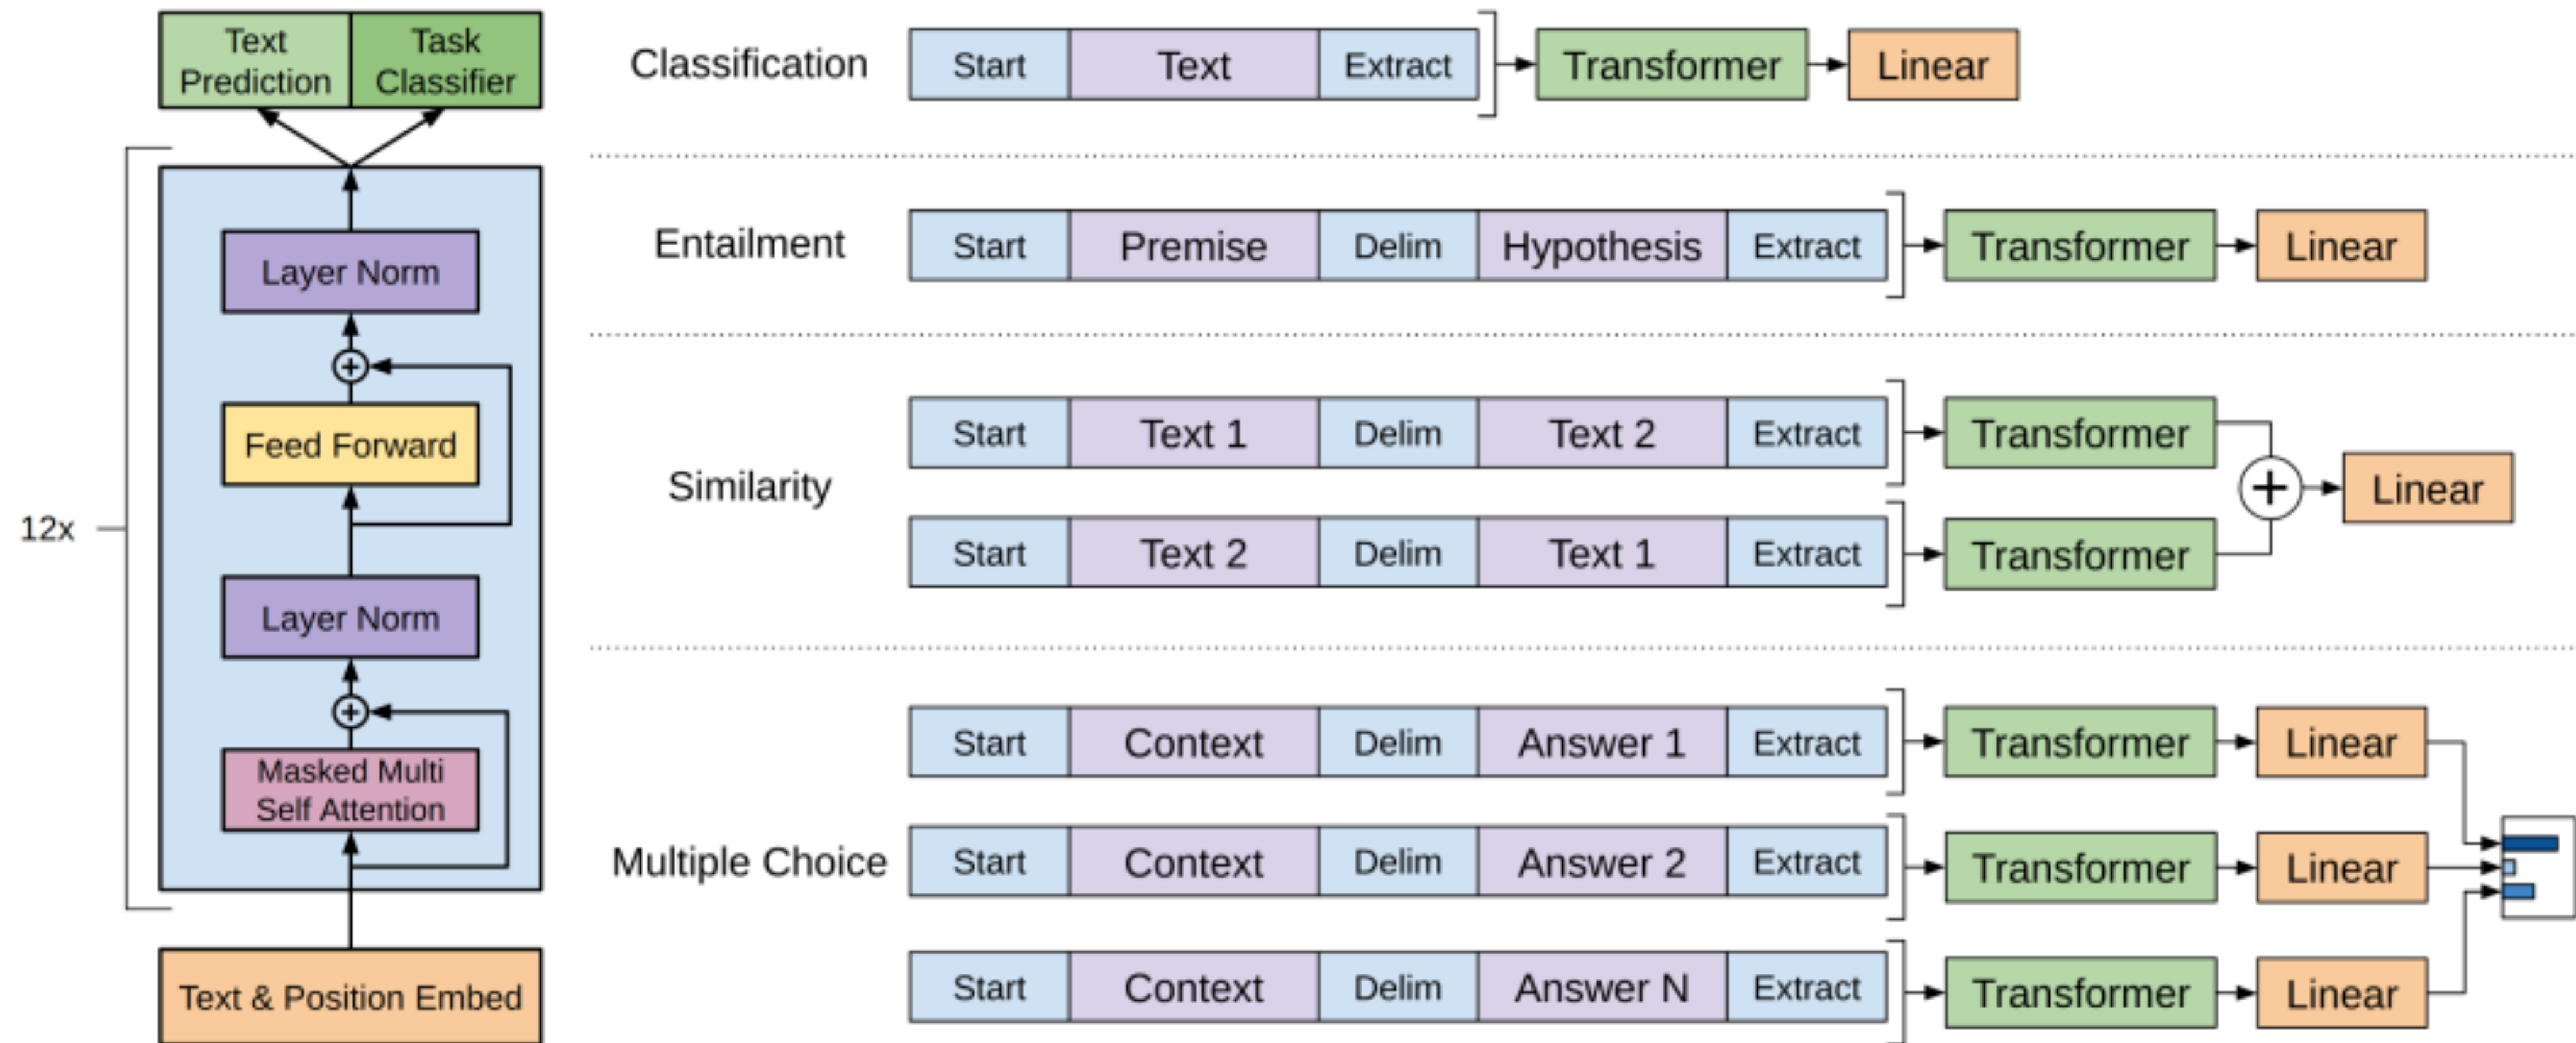 Text
Prediction
Task
Classifier
Layer Norm
Feed Forward
Layer Norm
Masked Multi
Self Attention
12x
Text & Position Embed
Classification Start Text Extract Transformer Linear
Entailment Start Premise Delim Hypothesis Extract Transformer Linear
Similarity
Start Text 1 Delim Text 2 Extract Transformer
+ Linear
Start Text 2 Delim Text 1 Extract Transformer
Multiple Choice
Start Context Delim Answer 1 Extract Transformer Linear
Start Context Delim Answer 2 Extract Transformer Linear
Start Context Delim Answer N Extract Transformer Linear